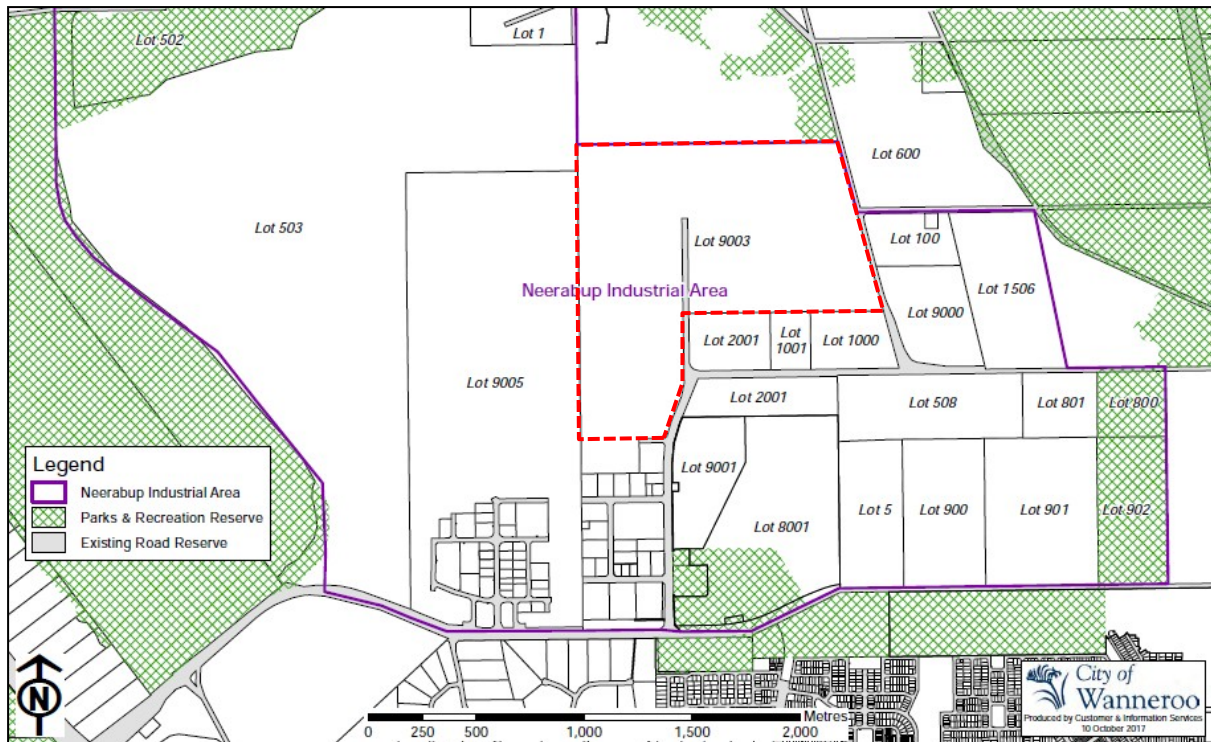 Lot 502
Lot 1
Lot 600
Lot 503
Lot 9003
Lot 100
Neerabup Industrial Area
Lot 1506
Lot 9000
Lot 2001
Lot
1001
Lot 1000
Lot 9005
Lot 2001
Lot 508
Lot 801
Lot 800
Lot 9001
Lot 8001
Lot 5
Lot 900
Lot 901
Lot 902
Legend
Neerabup Industrial Area
Parks & Recreation Reserve
Existing Road Reserve
N
Metres
0 250 500 1,000 1,500 2,000
City of
Wanneroo
Produced by Customer & Information Services
10 October 2017